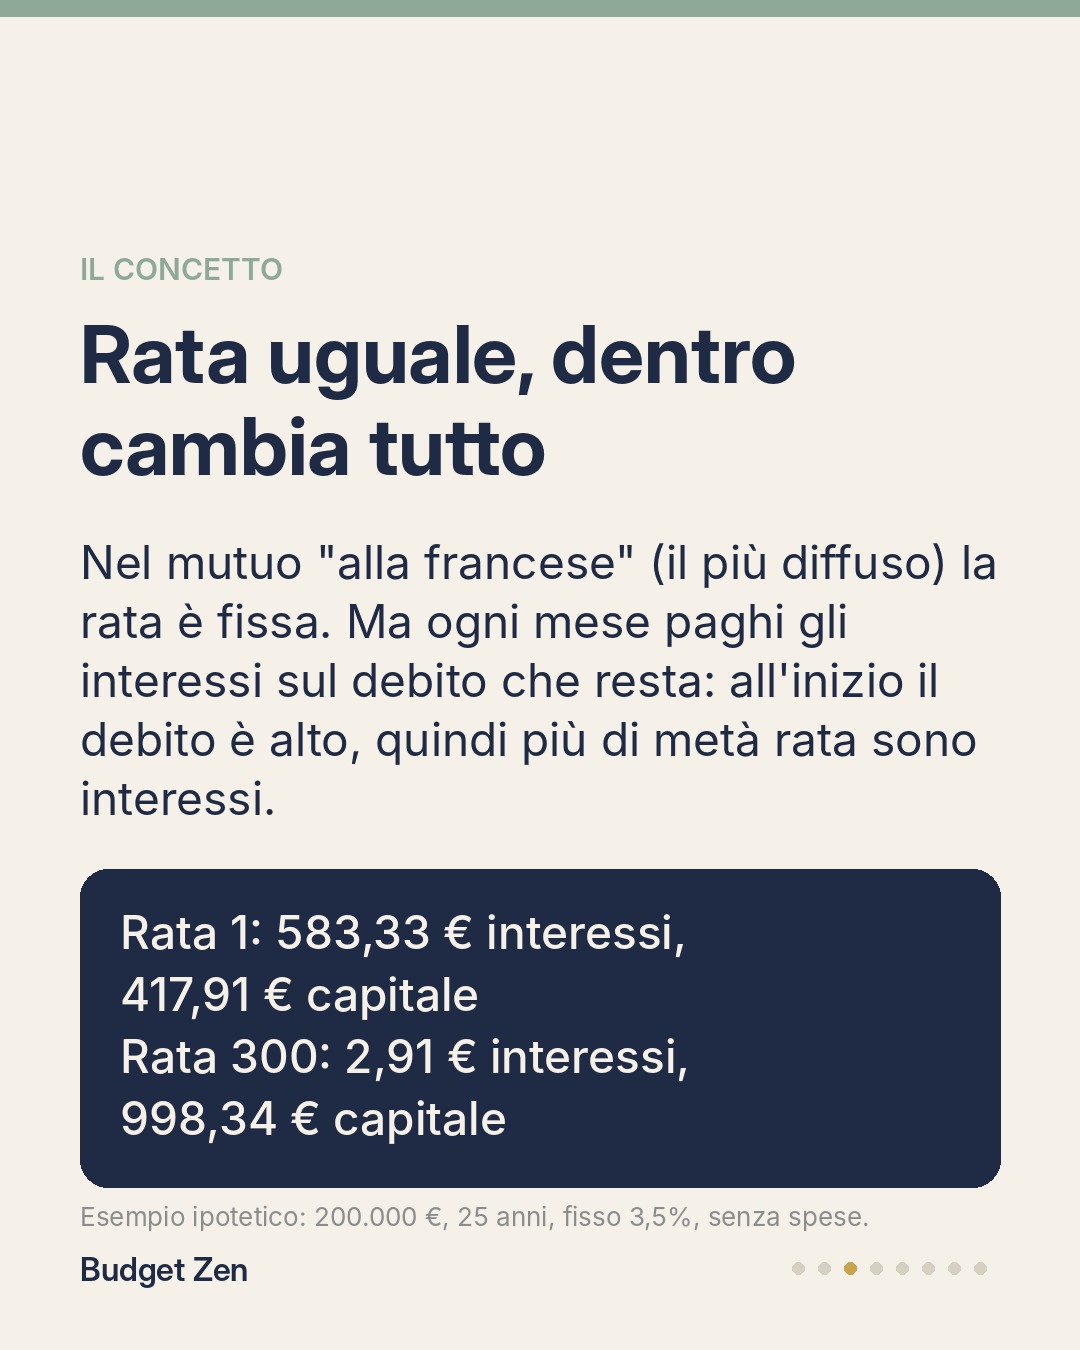 IL CONCETTO
Rata uguale, dentro
cambia tutto
Nel mutuo "alla francese" (il più diffuso) la
rata è fissa. Ma ogni mese paghi gli
interessi sul debito che resta: all'inizio il
debito è alto, quindi più di metà rata sono
interessi.
Rata 1: 583,33 € interessi,
417,91 € capitale
Rata 300: 2,91 € interessi,
998,34 € capitale
Esempio ipotetico: 200.000 €, 25 anni, fisso 3,5%, senza spese.
Budget Zen